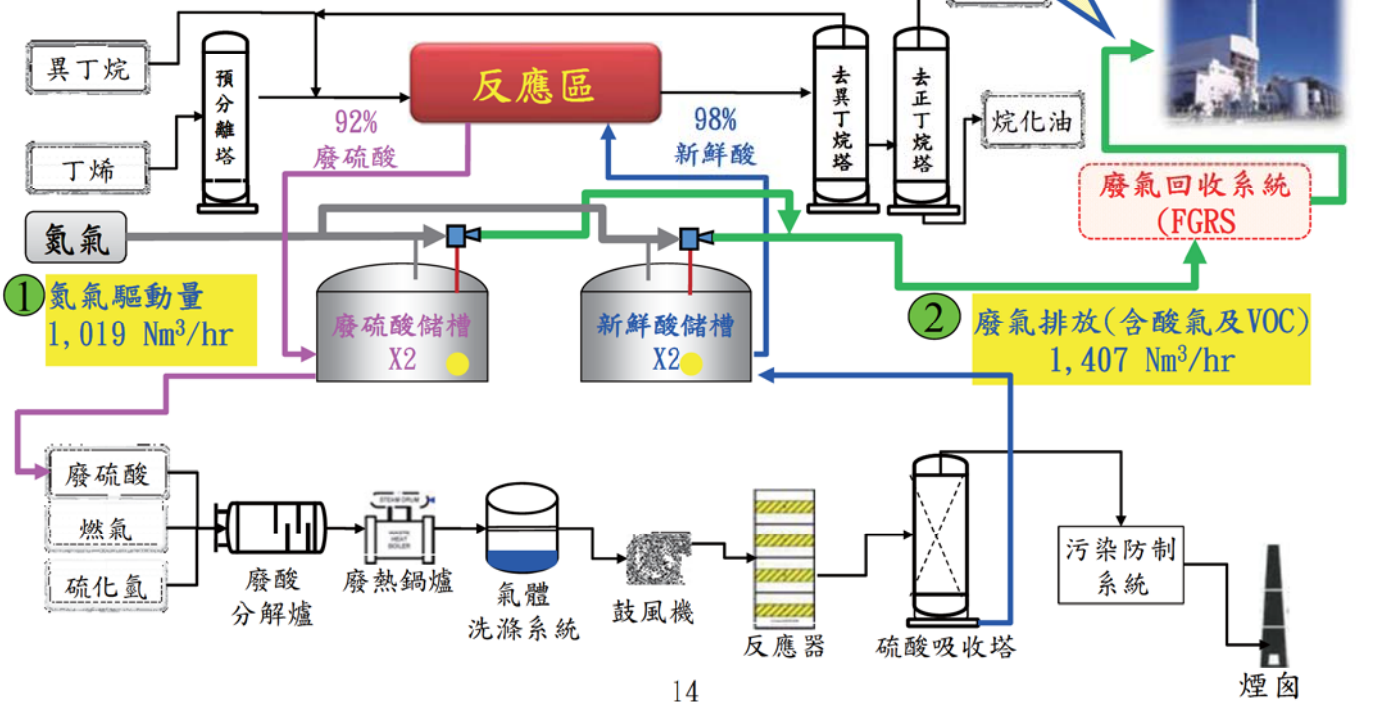 異丁烷
丁烯
預分離塔
反應區
92%
廢硫酸
98%
新鮮酸
去異丁烷塔
去正丁烷塔
烷化油
廢氣回收系統
(FGRS
氮氣
1
氮氣驅動量
1,019 Nm³/hr
廢硫酸儲槽
X2
新鮮酸儲槽
X2
2
廢氣排放(含酸氣及VOC)
1,407 Nm³/hr
廢硫酸
燃氣
硫化氫
廢酸
分解爐
STEAM DRUM
HEAT
BOILER
廢熱鍋爐
氣體
洗滌系統
鼓風機
反應器
硫酸吸收塔
污染防制
系統
煙囪
14